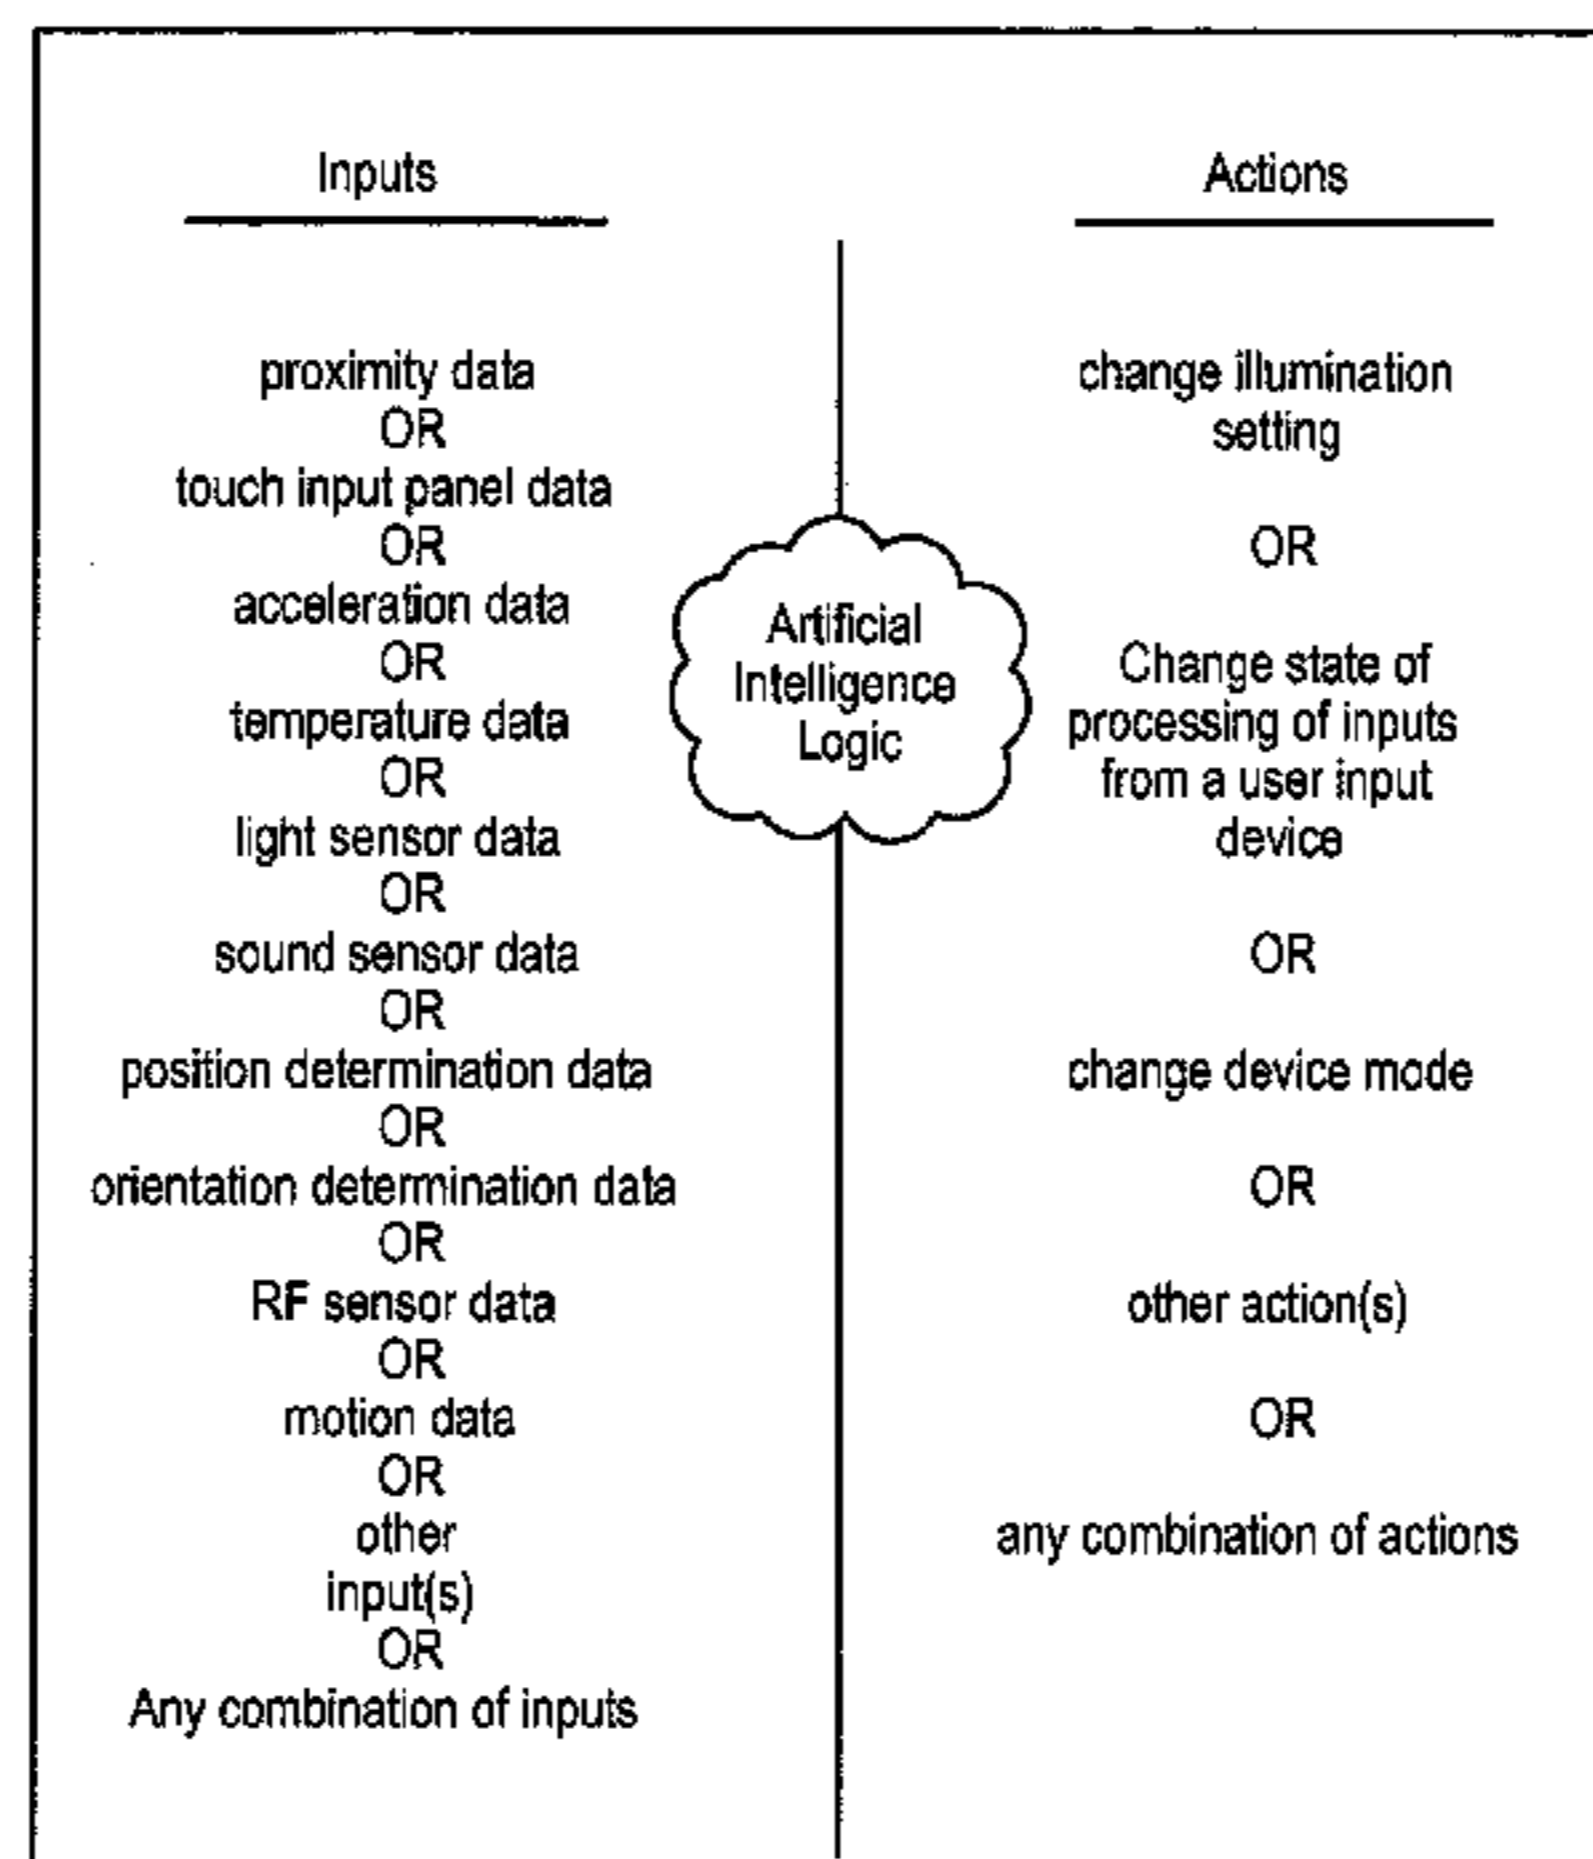 Inputs
proximity data
OR
touch input panel data
OR
acceleration data
OR
temperature data
OR
light sensor data
OR
sound sensor data
OR
position determination data
OR
orientation determination data
OR
RF sensor data
OR
motion data
OR
other
input(s)
OR
Any combination of inputs
Artificial
Intelligence
Logic
Actions
change illumination
setting
OR
Change state of
processing of inputs
from a user input
device
OR
change device mode
OR
other action(s)
OR
any combination of actions